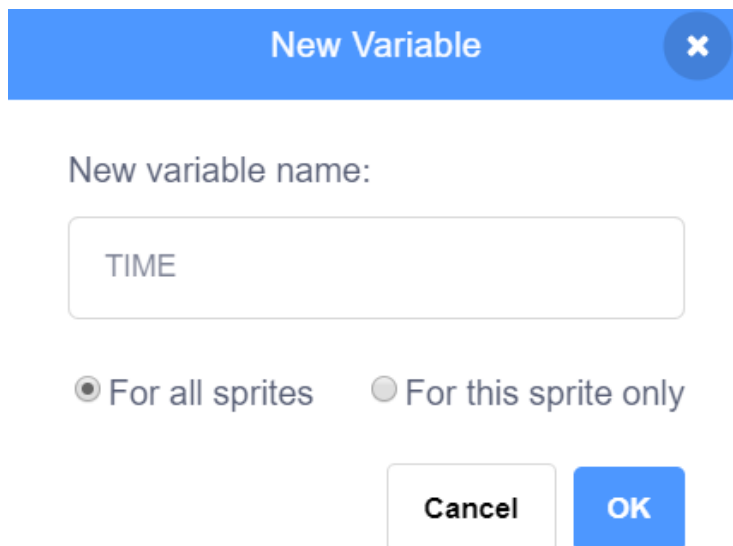 New Variable
New variable name:
TIME
For all sprites For this sprite only
Cancel OK